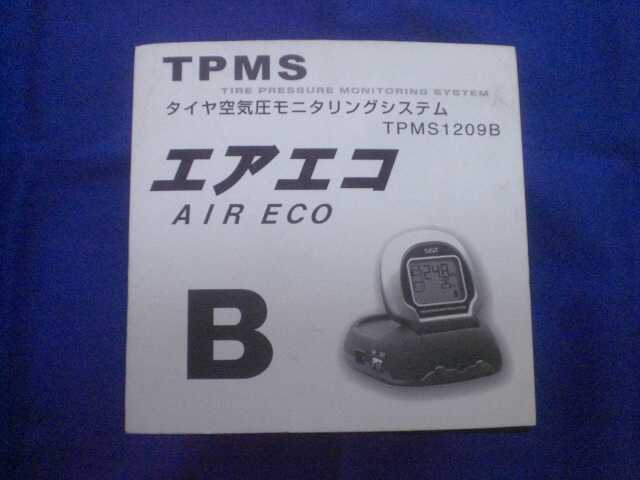 TPMS
TIRE PRESSURE MONITORING SYSTEM
タイヤ空気圧モニタリングシステム
TPMS1209B
エアエコ
AIR ECO
B
248